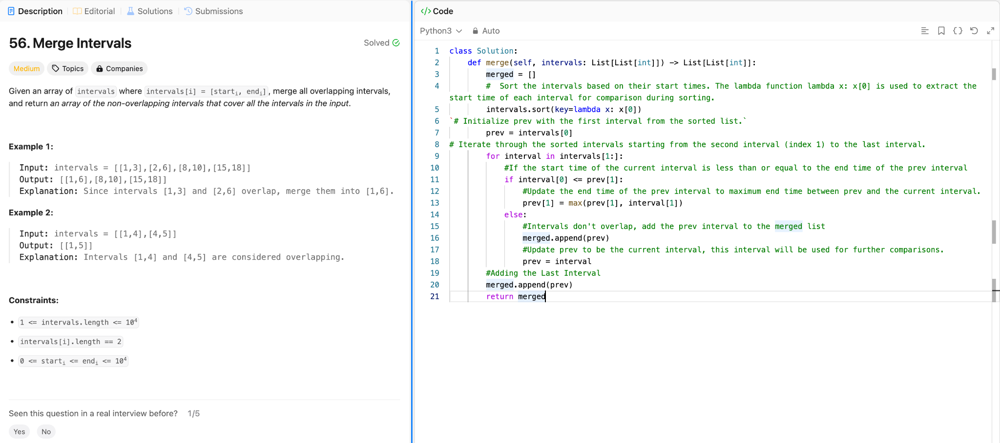 Description
Editorial
Solutions
Submissions
56. Merge Intervals
Solved
Medium
Topics
Companies
Given an array of intervals where intervals[i] = [starti, endi], merge all overlapping intervals,
and return an array of the non-overlapping intervals that cover all the intervals in the input.
Example 1:
Input: intervals = [[1,3],[2,6],[8,10],[15,18]]
Output: [[1,6],[8,10],[15,18]]
Explanation: Since intervals [1,3] and [2,6] overlap, merge them into [1,6].
Example 2:
Input: intervals = [[1,4],[4,5]]
Output: [[1,5]]
Explanation: Intervals [1,4] and [4,5] are considered overlapping.
Constraints:
• 1 <= intervals.length <= 10⁴
• intervals[i].length == 2
• 0 <= starti <= endi <= 10⁴
Seen this question in a real interview before? 1/5
Yes
No
</> Code
Python3
Auto
1 class Solution:
2     def merge(self, intervals: List[List[int]]) -> List[List[int]]:
3         merged = []
4         #  Sort the intervals based on their start times. The lambda function lambda x: x[0] is used to extract the
start time of each interval for comparison during sorting.
5         intervals.sort(key=lambda x: x[0])
6 `# Initialize prev with the first interval from the sorted list.`
7         prev = intervals[0]
8 # Iterate through the sorted intervals starting from the second interval (index 1) to the last interval.
9         for interval in intervals[1:]:
10             #If the start time of the current interval is less than or equal to the end time of the prev interval
11             if interval[0] <= prev[1]:
12                 #Update the end time of the prev interval to maximum end time between prev and the current interval.
13                 prev[1] = max(prev[1], interval[1])
14             else:
15                 #Intervals don't overlap, add the prev interval to the merged list
16                 merged.append(prev)
17                 #Update prev to be the current interval, this interval will be used for further comparisons.
18                 prev = interval
19         #Adding the Last Interval
20         merged.append(prev)
21         return merged